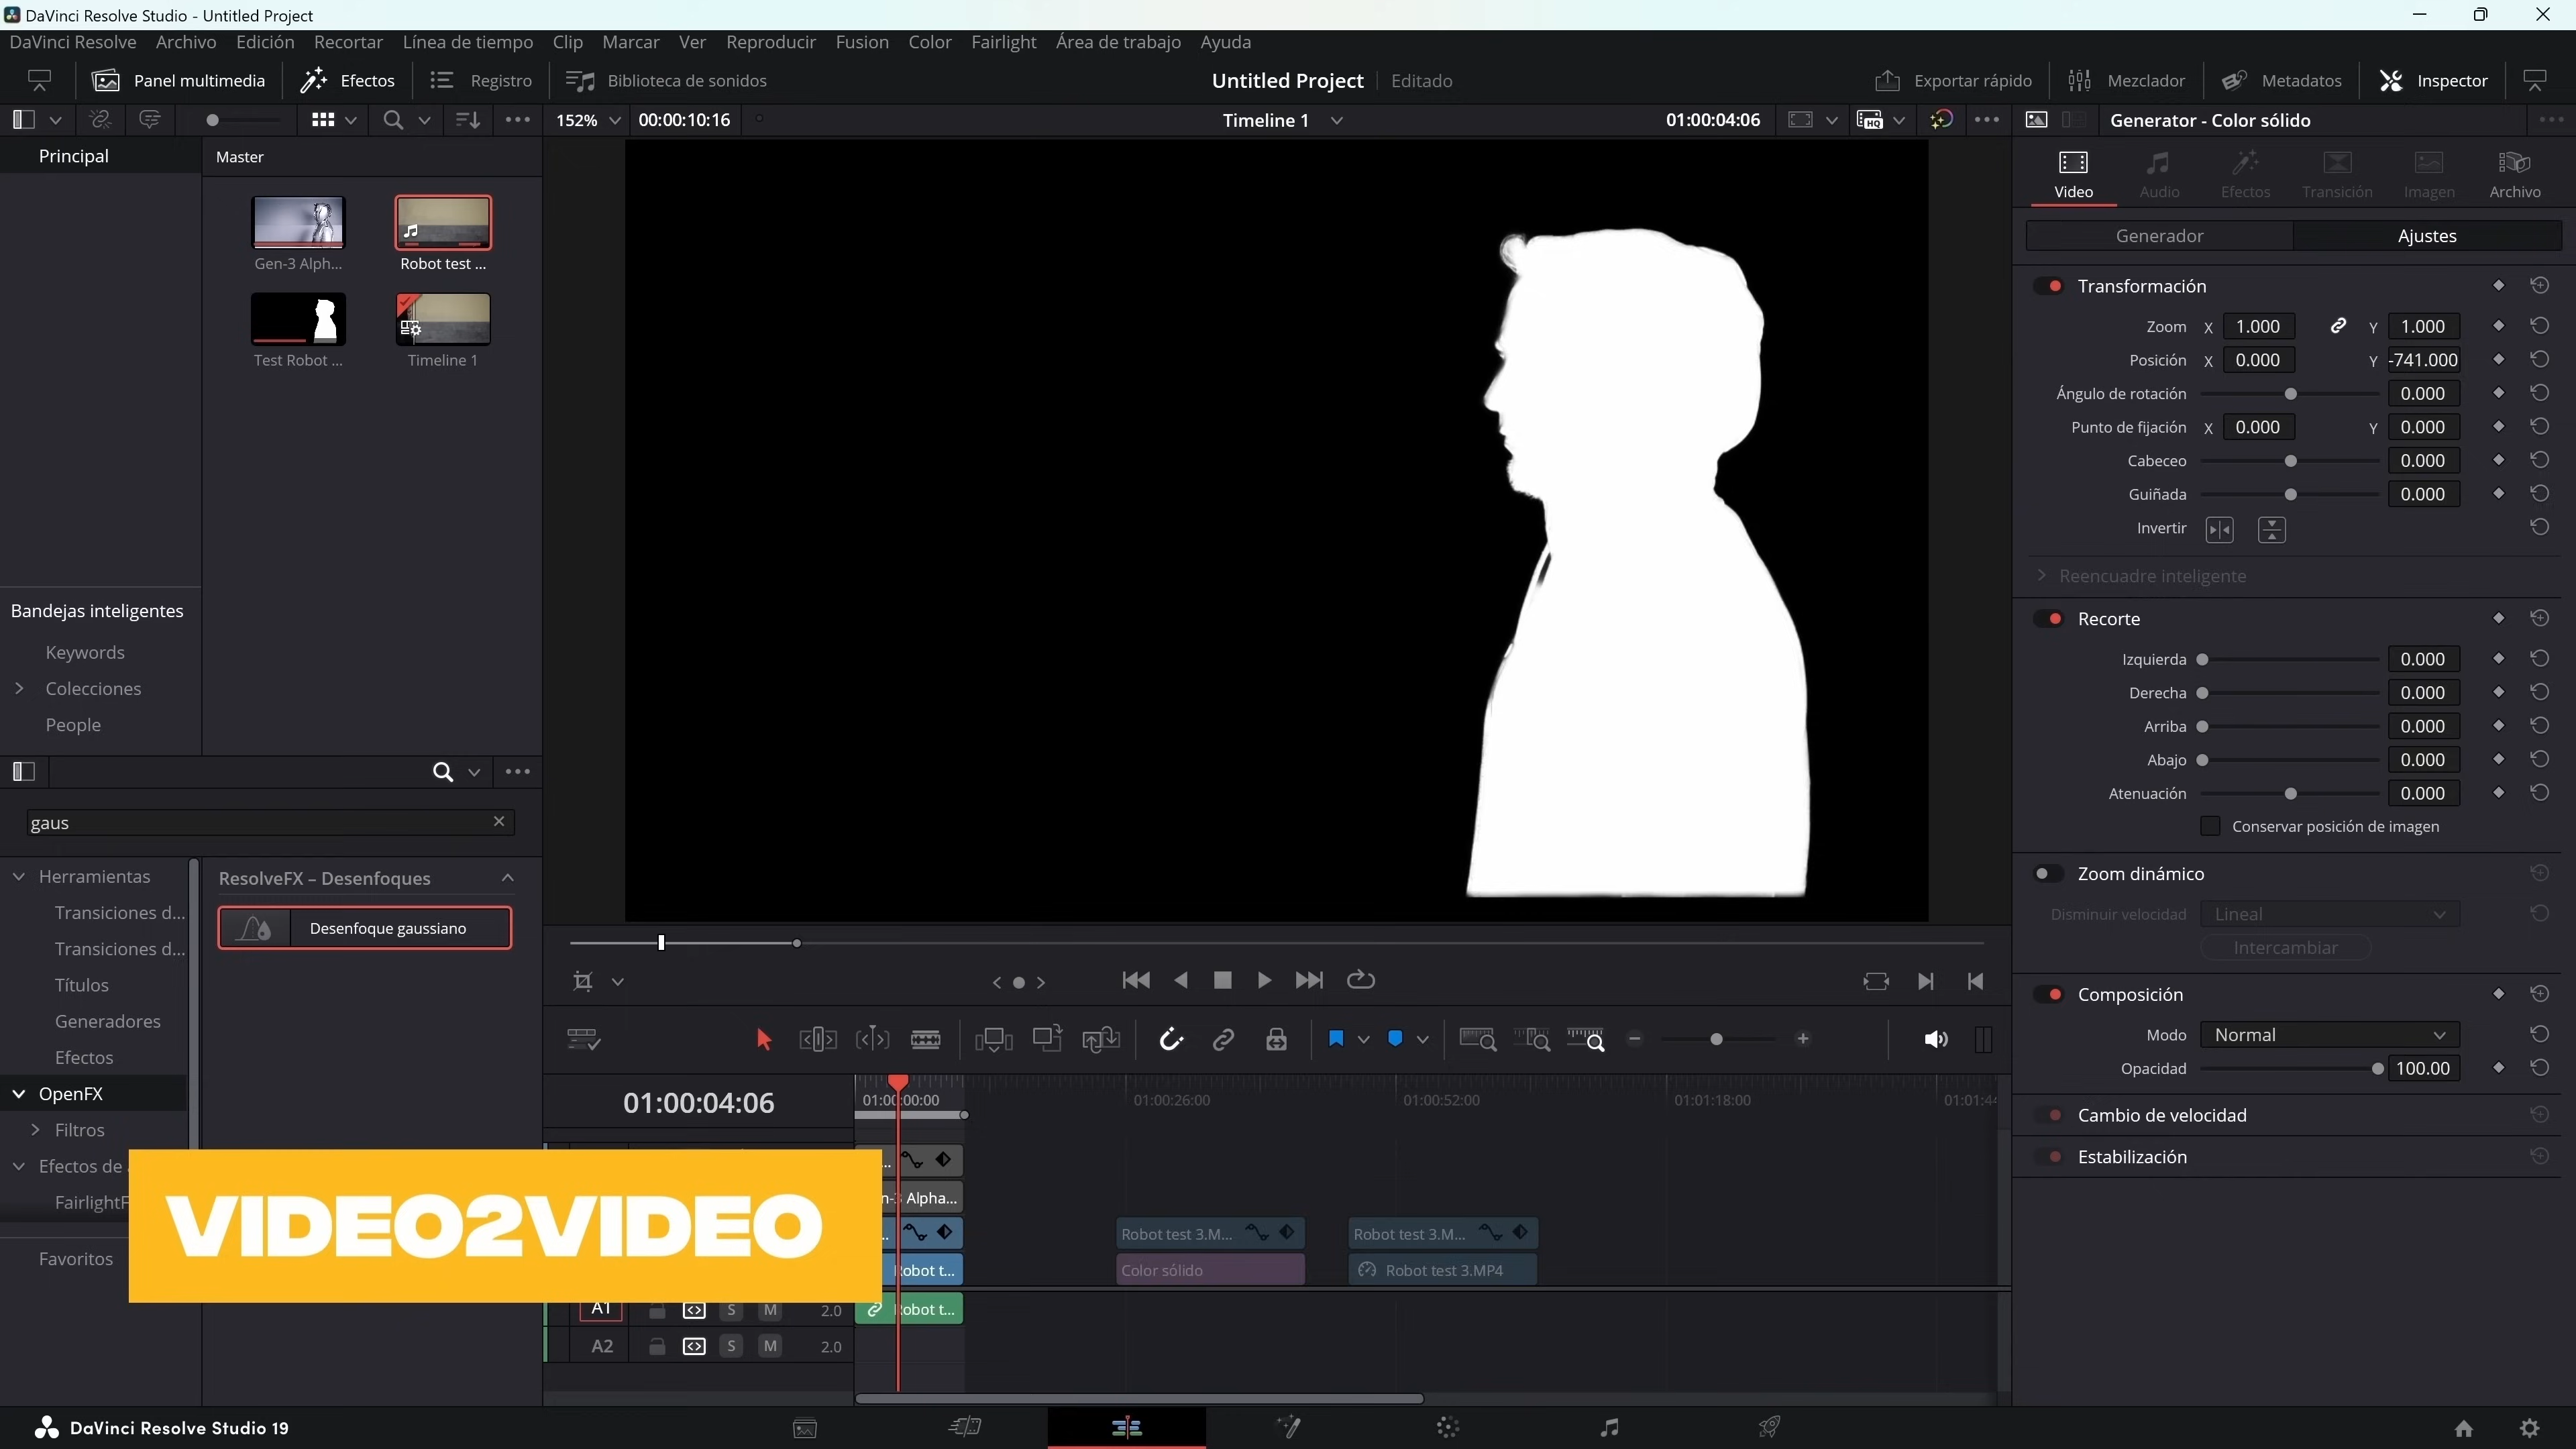 DaVinci Resolve Studio - Untitled Project
DaVinci Resolve Archivo Edición Recortar Línea de tiempo Clip Marcar Ver Reproducir Fusion Color Fairlight Área de trabajo Ayuda
Panel multimedia Efectos Registro Biblioteca de sonidos Untitled Project Editado Exportar rápido Mezclador Metadatos Inspector
152% 00:00:10:16 Timeline 1 01:00:04:06 HQ Generator - Color sólido
Principal
Master
Gen-3 Alph...
Robot test ...
Test Robot ...
Timeline 1
Bandejas inteligentes
Keywords
Colecciones
People
gaus
Herramientas
Transiciones d...
Transiciones d...
Títulos
Generadores
Efectos
OpenFX
Filtros
Efectos de
FairlightF
Favoritos
ResolveFX – Desenfoques
Desenfoque gaussiano
VIDEO2VIDEO
01:00:04:06
01:00:00:00 01:00:26:00 01:00:52:00 01:01:18:00 01:01:44
...
n-3 Alpha...
... Robot test 3.M... Robot test 3.M...
Robot t... Color sólido Robot test 3.MP4
A1 S M 2.0 Robot t...
A2 S M 2.0
Video Audio Efectos Transición Imagen Archivo
Generador Ajustes
Transformación
Zoom X 1.000 Y 1.000
Posición X 0.000 Y -741.000
Ángulo de rotación 0.000
Punto de fijación X 0.000 Y 0.000
Cabeceo 0.000
Guiñada 0.000
Invertir
Reencuadre inteligente
Recorte
Izquierda 0.000
Derecha 0.000
Arriba 0.000
Abajo 0.000
Atenuación 0.000
Conservar posición de imagen
Zoom dinámico
Disminuir velocidad Lineal
Intercambiar
Composición
Modo Normal
Opacidad 100.00
Cambio de velocidad
Estabilización
DaVinci Resolve Studio 19